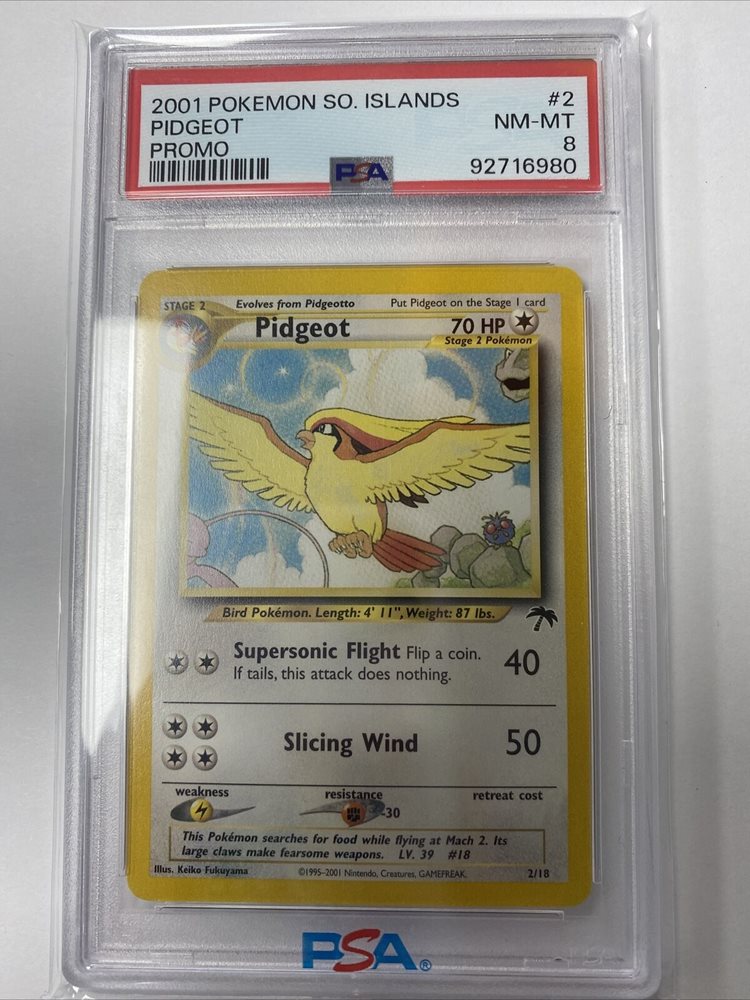 2001 POKEMON SO. ISLANDS #2
PIDGEOT NM-MT
PROMO 8
PSA 92716980
STAGE 2 Evolves from Pidgeotto Put Pidgeot on the Stage 1 card
Pidgeot 70 HP
Stage 2 Pokémon
Bird Pokémon. Length: 4' 11", Weight: 87 lbs.
Supersonic Flight Flip a coin.
If tails, this attack does nothing.
40
Slicing Wind 50
weakness resistance retreat cost
-30
This Pokémon searches for food while flying at Mach 2. Its
large claws make fearsome weapons. LV. 39 #18
Illus. Keiko Fukuyama ©1995-2001 Nintendo, Creatures, GAMEFREAK. 2/18
PSA®